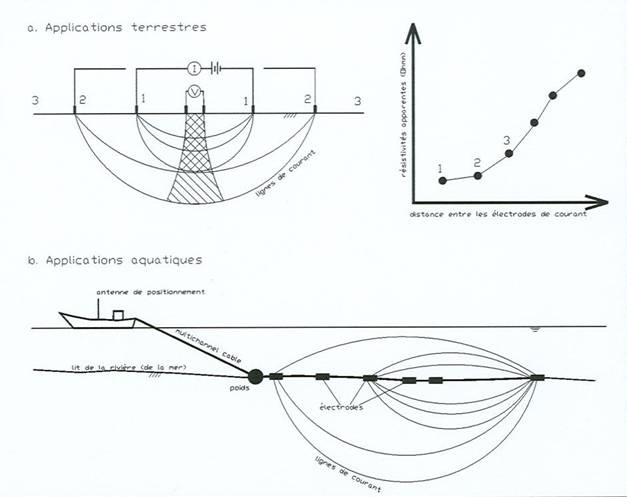 a. Applications terrestres
I
V
3 2 1 1 2 3
lignes de courant
résistivités apparentes (Ohmm)
1 2 3
distance entre les électrodes de courant
b. Applications aquatiques
antenne de positionnement
multichannel cable
lit de la rivière (de la mer)
poids
électrodes
lignes de courant